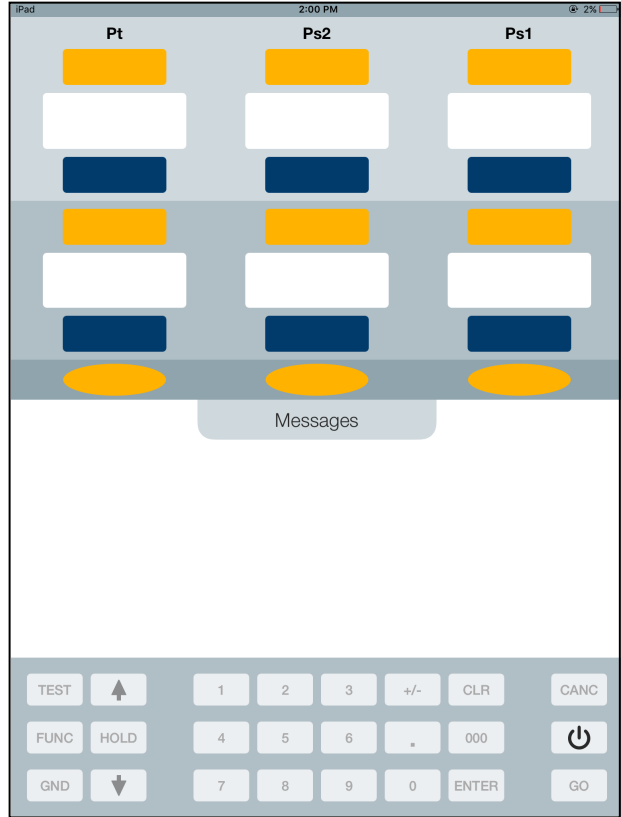 iPad 2:00 PM 2%
Pt Ps2 Ps1
Messages
TEST 1 2 3 +/- CLR CANC
FUNC HOLD 4 5 6 . 000
GND 7 8 9 0 ENTER GO